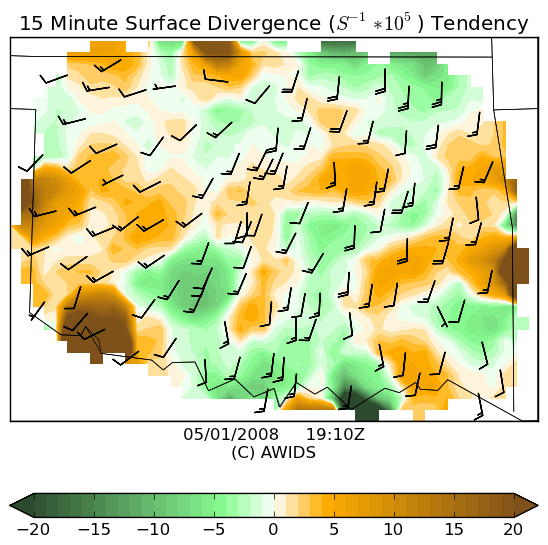 15 Minute Surface Divergence (S⁻¹ *10⁵ ) Tendency
05/01/2008 19:10Z
(C) AWIDS
−20 −15 −10 −5 0 5 10 15 20